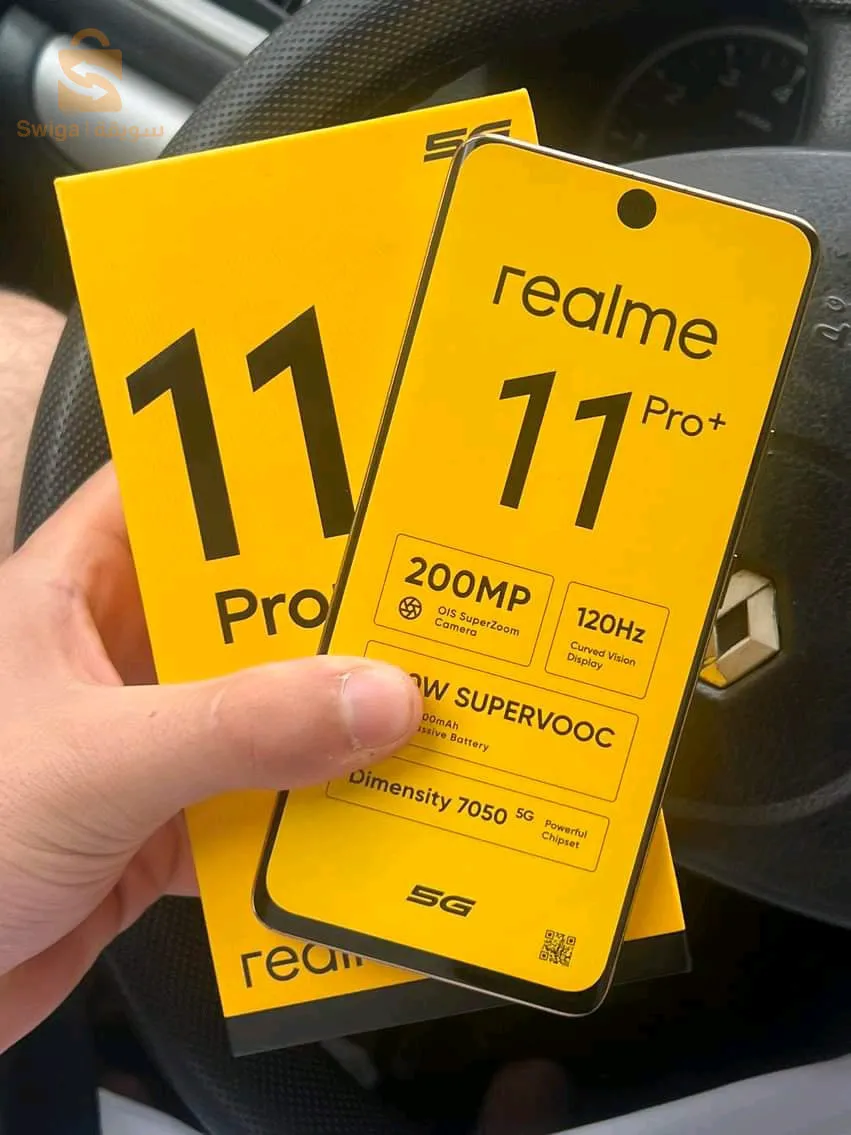 Swiga سويقة
5G
11
Pro
realme
11 Pro+
200MP
OIS SuperZoom
Camera
120Hz
Curved Vision
Display
0W SUPERVOOC
00mAh
assive Battery
Dimensity 7050 5G Powerful
Chipset
5G